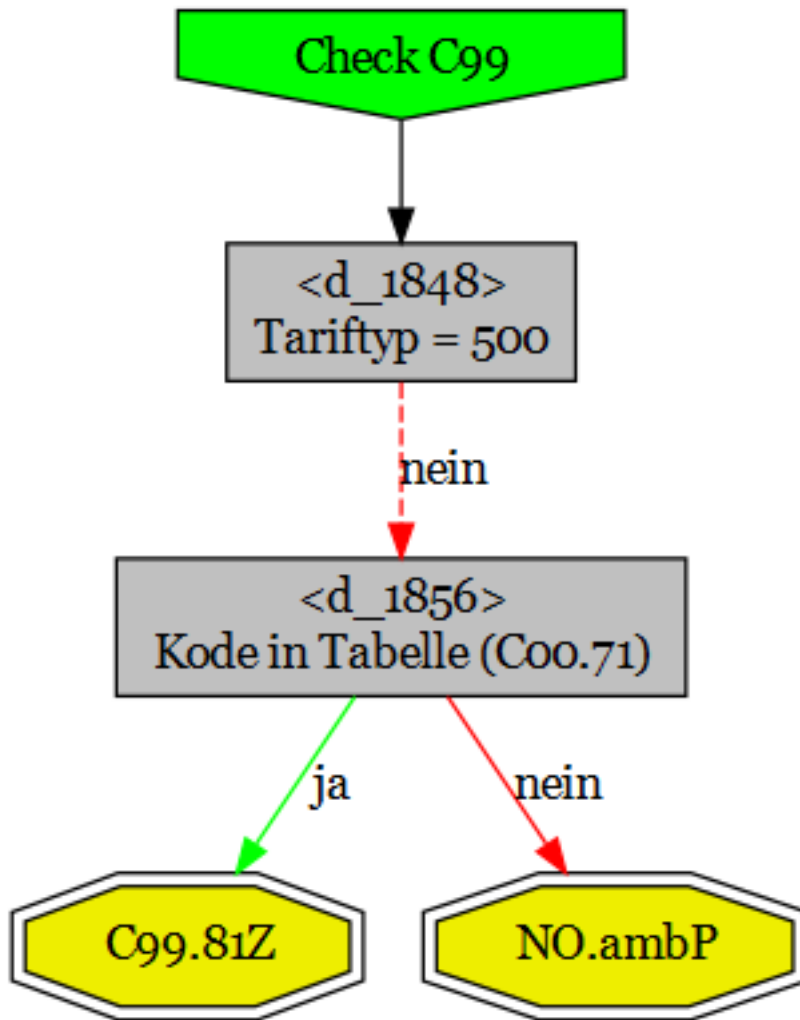 Check C99
<d_1848>
Tariftyp = 500
nein
<d_1856>
Kode in Tabelle (C00.71)
ja
nein
C99.81Z
NO.ambP